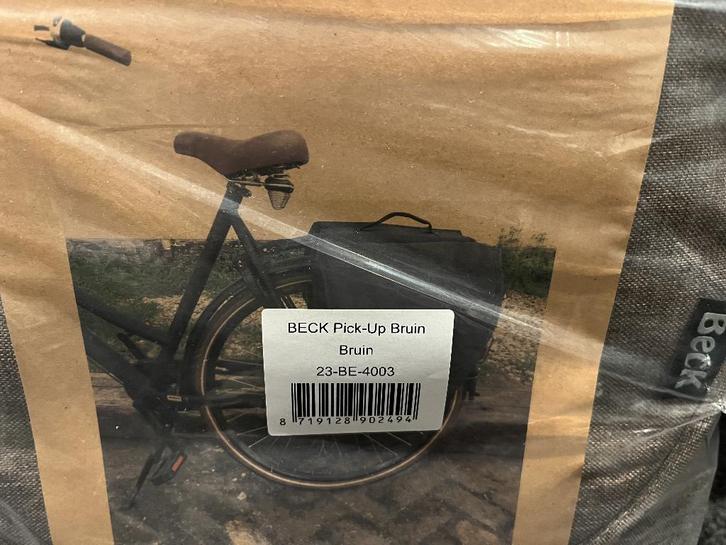 BECK Pick-Up Bruin
Bruin
23-BE-4003
8 719128 902494
Beck